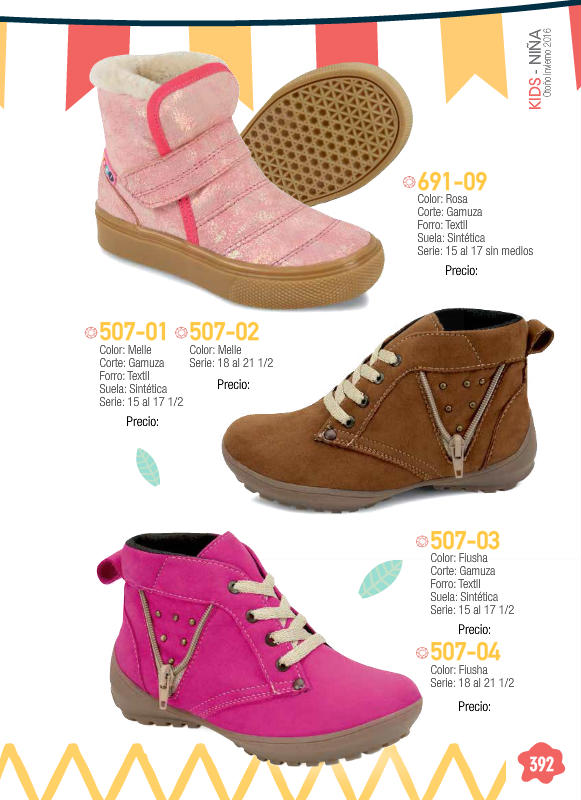 KIDS - NIÑA
Otoño Invierno 2016
691-09
Color: Rosa
Corte: Gamuza
Forro: Textil
Suela: Sintética
Serie: 15 al 17 sin medios
Precio:
507-01
Color: Melle
Corte: Gamuza
Forro: Textil
Suela: Sintética
Serie: 15 al 17 1/2
Precio:
507-02
Color: Melle
Serie: 18 al 21 1/2
Precio:
507-03
Color: Fiusha
Corte: Gamuza
Forro: Textil
Suela: Sintética
Serie: 15 al 17 1/2
Precio:
507-04
Color: Fiusha
Serie: 18 al 21 1/2
Precio:
392